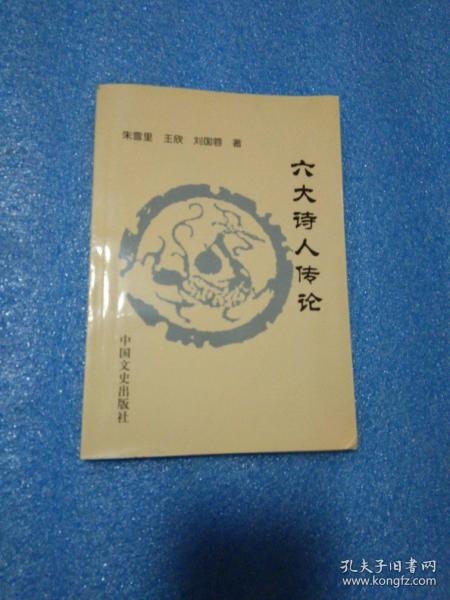 朱雪里 王欣 刘国蓉 著
六大诗人传论
中国文史出版社
孔夫子旧书网
www.kongfz.com